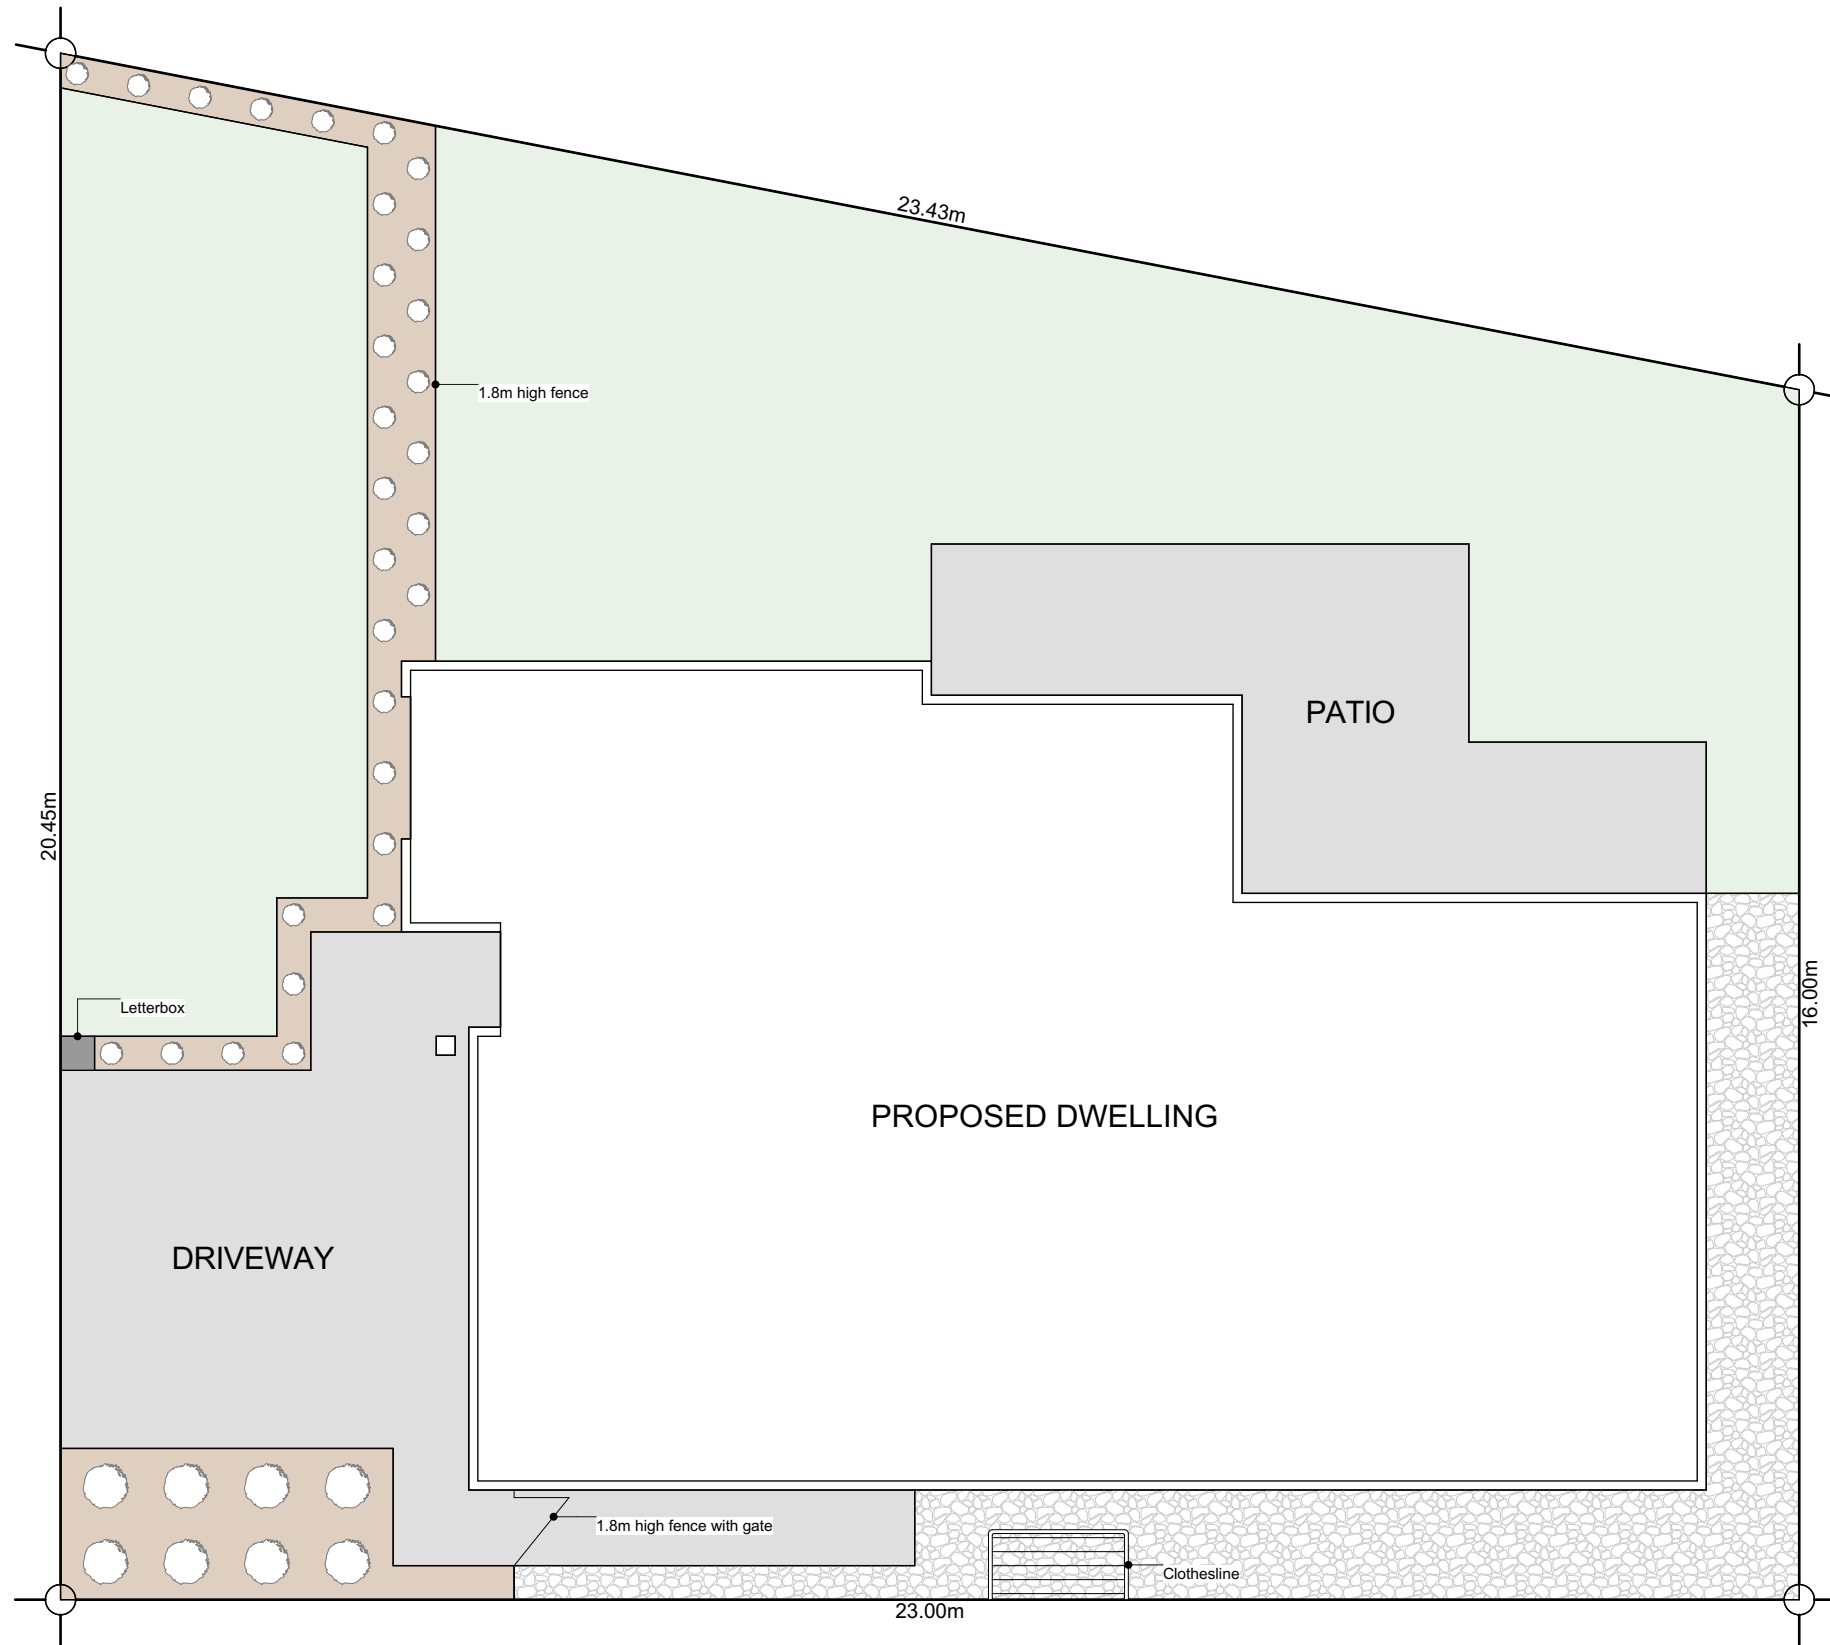 23.43m
1.8m high fence
PATIO
20.45m
Letterbox
16.00m
PROPOSED DWELLING
DRIVEWAY
1.8m high fence with gate
Clothesline
23.00m